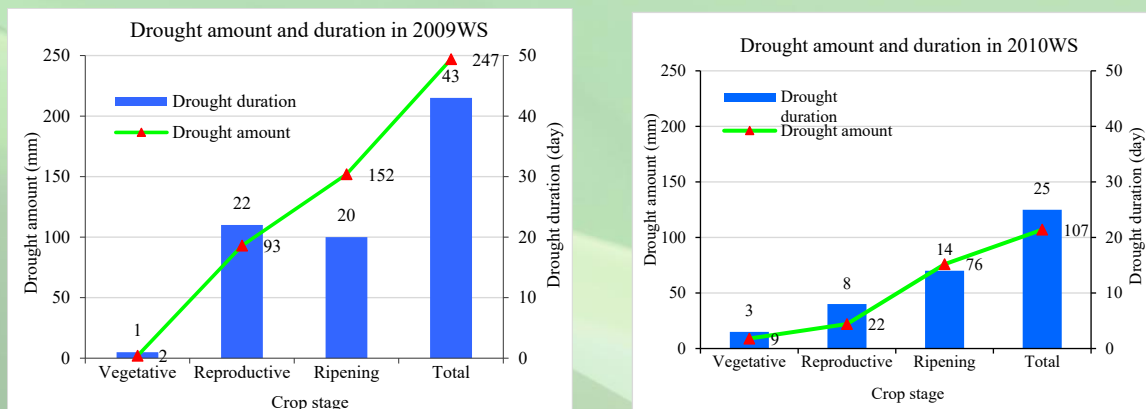 Drought amount and duration in 2009WS
250
200
150
100
50
0
50
40
30
20
10
0
Drought amount (mm)
Drought duration (day)
Drought duration
Drought amount
1
22
20
43
2
93
152
247
Vegetative
Reproductive
Ripening
Total
Crop stage
Drought amount and duration in 2010WS
250
200
150
100
50
0
50
40
30
20
10
0
Drought amount (mm)
Drought duration (day)
Drought
duration
Drought amount
3
8
14
25
9
22
76
107
Vegetative
Reproductive
Ripening
Total
Crop stage